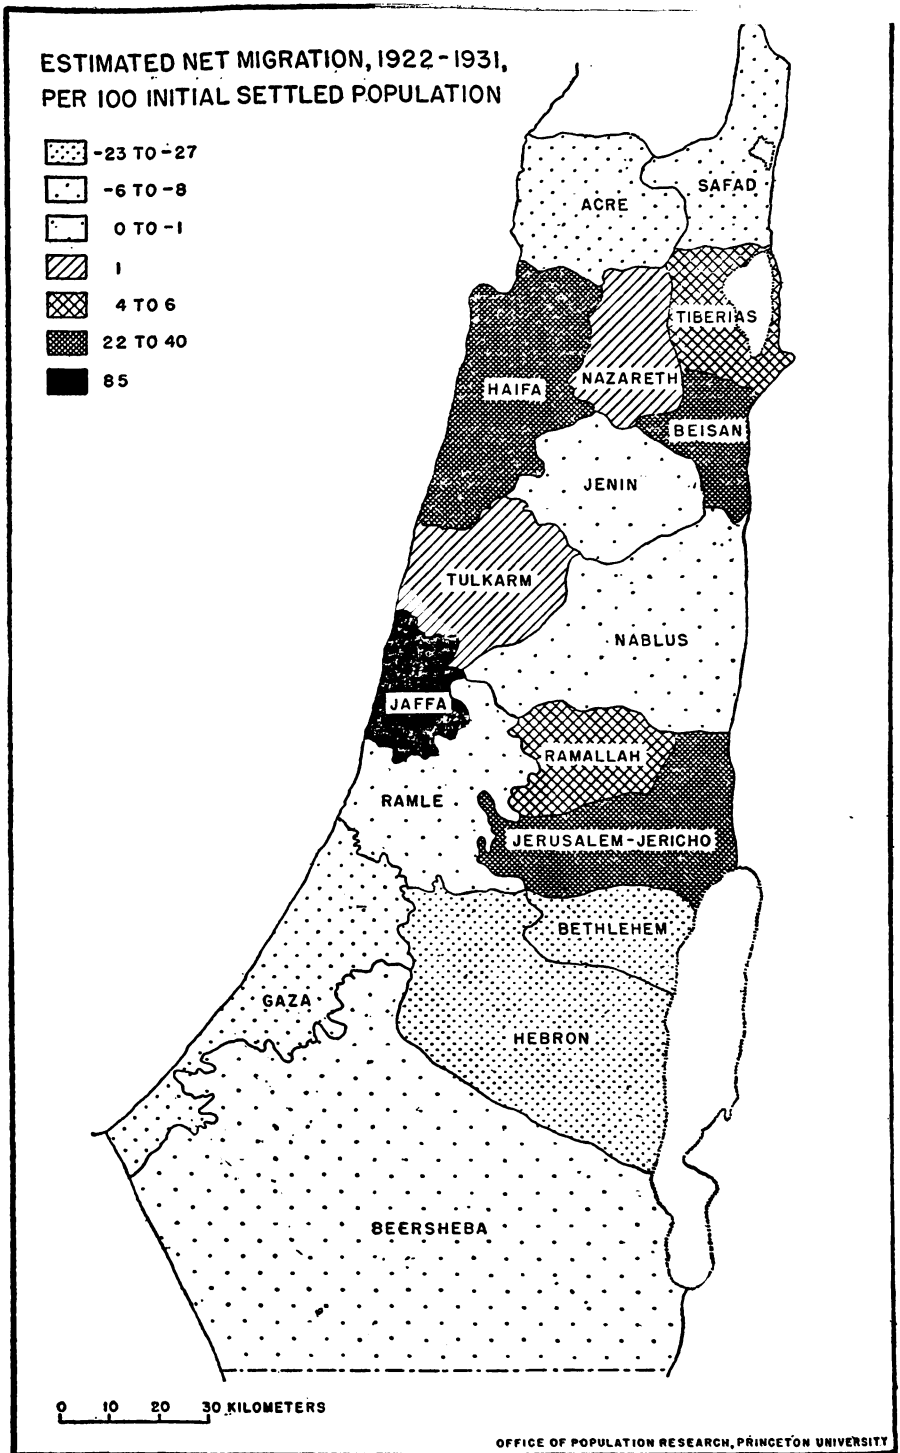 ESTIMATED NET MIGRATION, 1922-1931,
PER 100 INITIAL SETTLED POPULATION
-23 TO -27
-6 TO -8
0 TO -1
1
4 TO 6
22 TO 40
85
SAFAD
ACRE
TIBERIAS
NAZARETH
HAIFA
BEISAN
JENIN
TULKARM
NABLUS
JAFFA
RAMALLAH
RAMLE
JERUSALEM-JERICHO
BETHLEHEM
GAZA
HEBRON
BEERSHEBA
0 10 20 30 KILOMETERS
OFFICE OF POPULATION RESEARCH, PRINCETON UNIVERSITY